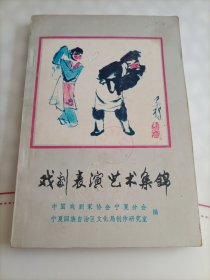 戏剧表演艺术集锦
中国戏剧家协会宁夏分会
宁夏回族自治区文化局创作研究室
编